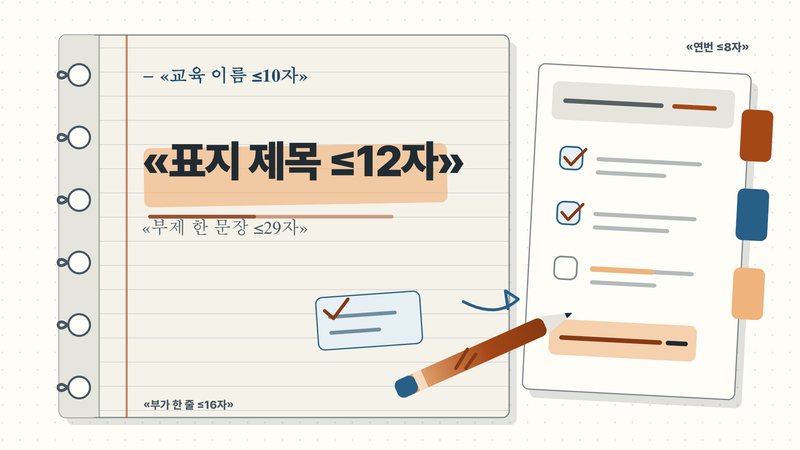 – «교육 이름 ≤10자»
«표지 제목 ≤12자»
«부제 한 문장 ≤29자»
«부가 한 줄 ≤16자»
«연번 ≤8자»